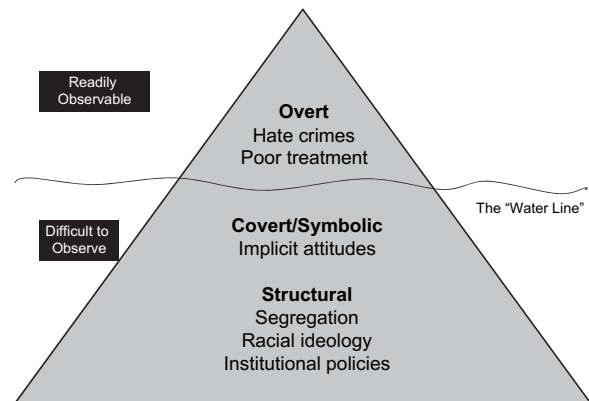 Readily
Observable
Overt
Hate crimes
Poor treatment
The “Water Line”
Difficult to
Observe
Covert/Symbolic
Implicit attitudes
Structural
Segregation
Racial ideology
Institutional policies